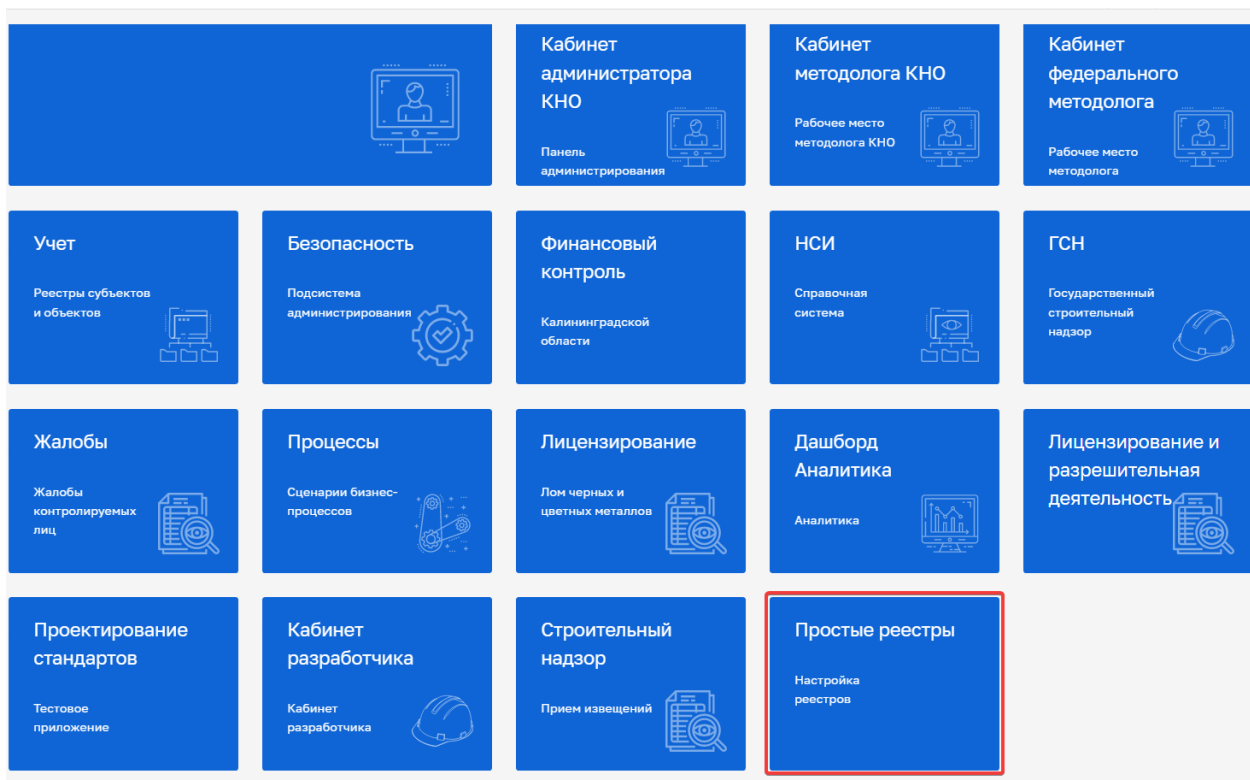 Кабинет
администратора
КНО
Панель
администрирования
Кабинет
методолога КНО
Рабочее место
методолога КНО
Кабинет
федерального
методолога
Рабочее место
методолога
Учет
Реестры субъектов
и объектов
Безопасность
Подсистема
администрирования
Финансовый
контроль
Калининградской
области
НСИ
Справочная
система
ГСН
Государственный
строительный
надзор
Жалобы
Жалобы
контролируемых
лиц
Процессы
Сценарии бизнес-
процессов
Лицензирование
Лом черных и
цветных металлов
Дашборд
Аналитика
Аналитика
Лицензирование и
разрешительная
деятельность
Проектирование
стандартов
Тестовое
приложение
Кабинет
разработчика
Кабинет
разработчика
Строительный
надзор
Прием извещений
Простые реестры
Настройка
реестров